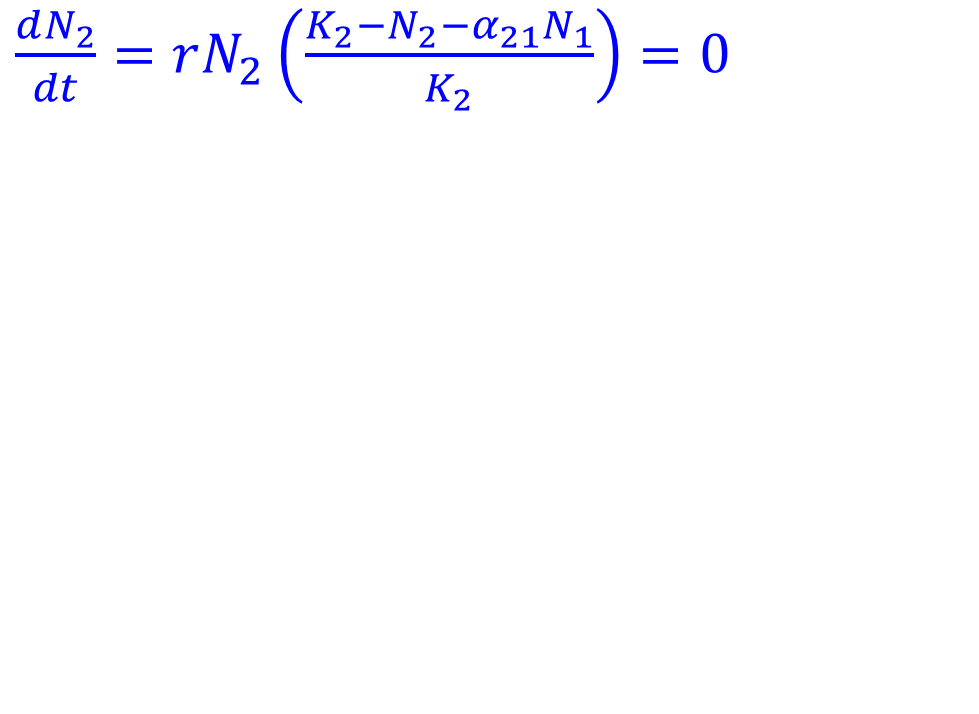 dN₂/dt = rN₂ ((K₂−N₂−α₂₁N₁)/K₂) = 0